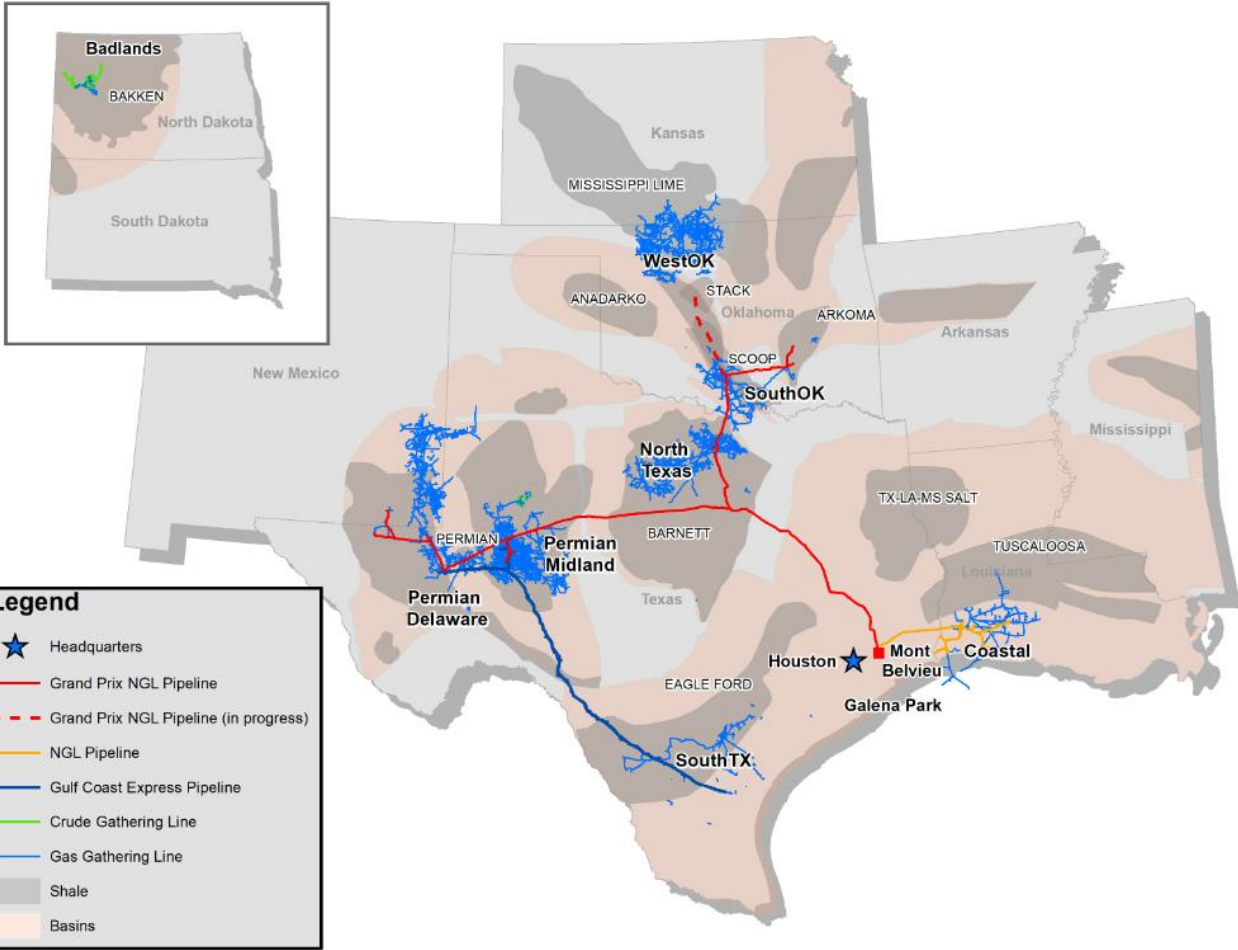 Badlands
BAKKEN
North Dakota
South Dakota
Kansas
MISSISSIPPI LIME
WestOK
STACK
ANADARKO
Oklahoma
ARKOMA
Arkansas
SCOOP
New Mexico
SouthOK
Mississippi
North
Texas
TX-LA-MS SALT
BARNETT
PERMIAN
Permian
Midland
TUSCALOOSA
Louisiana
Permian
Delaware
Texas
Houston
Mont
Belvieu
Coastal
EAGLE FORD
Galena Park
SouthTX
Legend
Headquarters
Grand Prix NGL Pipeline
Grand Prix NGL Pipeline (in progress)
NGL Pipeline
Gulf Coast Express Pipeline
Crude Gathering Line
Gas Gathering Line
Shale
Basins